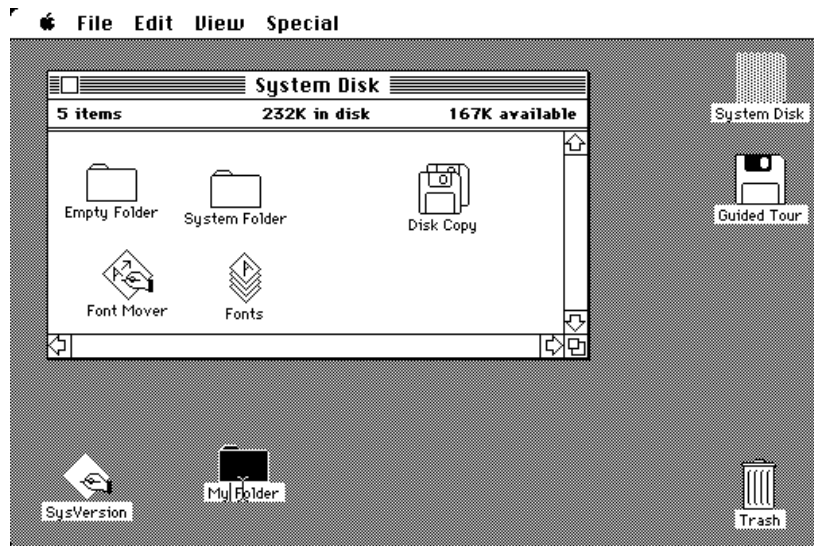 File Edit View Special
System Disk
5 items 232K in disk 167K available
Empty Folder
System Folder
Disk Copy
Font Mover
Fonts
System Disk
Guided Tour
SysVersion
My Folder
Trash